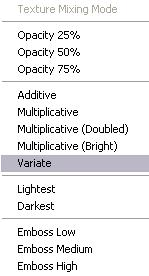 Texture Mixing Mode
Opacity 25%
Opacity 50%
Opacity 75%
Additive
Multiplicative
Multiplicative (Doubled)
Multiplicative (Bright)
Variate
Lightest
Darkest
Emboss Low
Emboss Medium
Emboss High